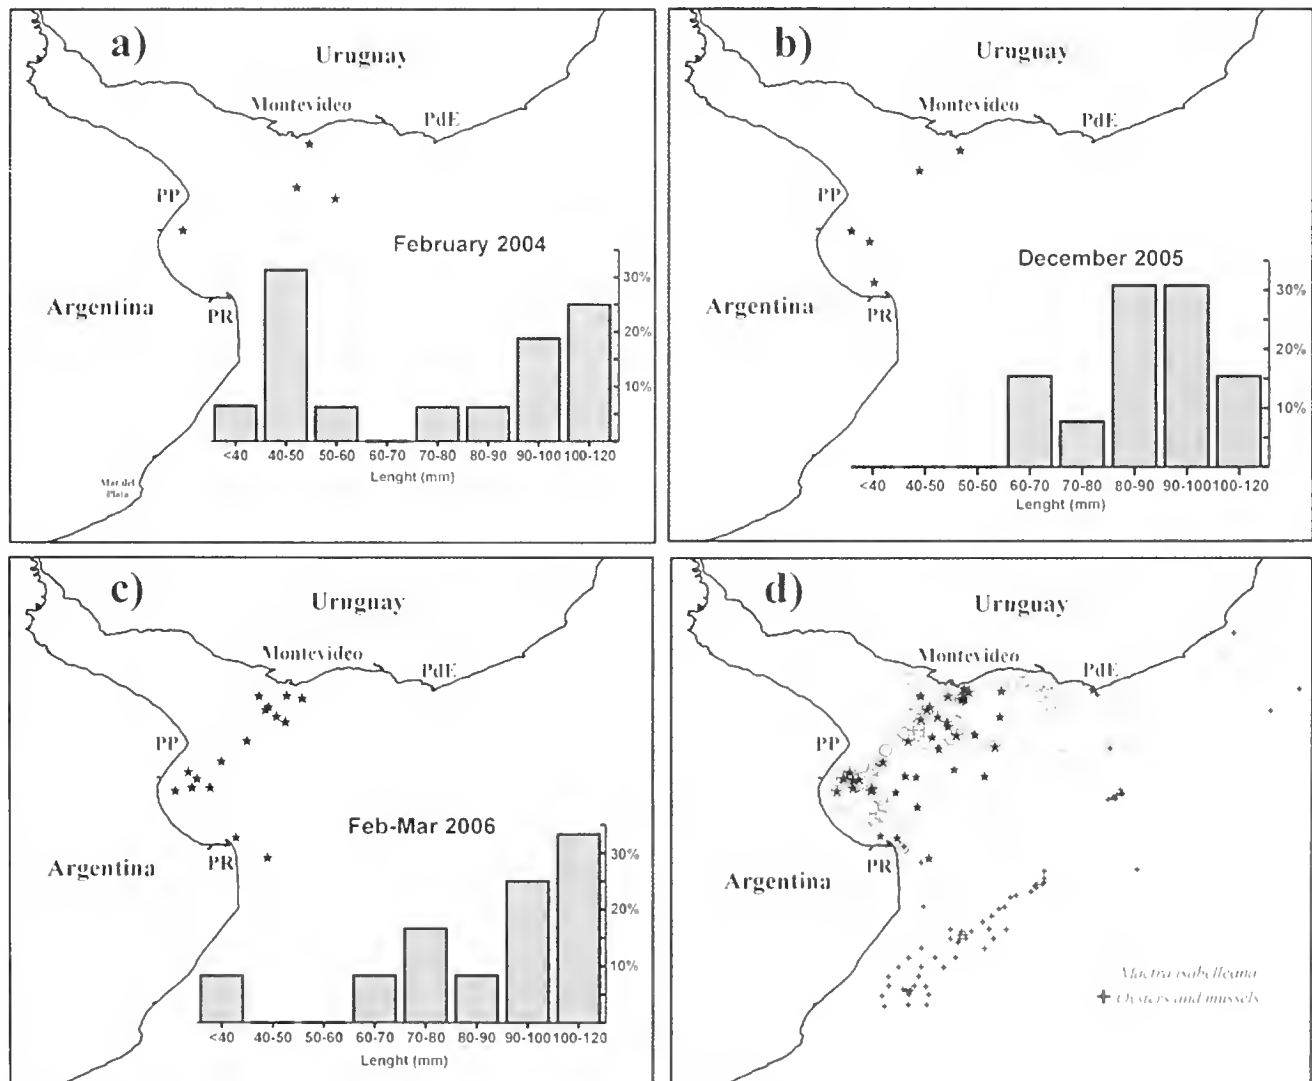 a)
Uruguay
Montevideo
PdE
PP
February 2004
Argentina
PR
30%
20%
10%
<40 40-50 50-60 60-70 70-80 80-90 90-100 100-120
Lenght (mm)
Mar del
Plata
b)
Uruguay
Montevideo
PdE
PP
December 2005
Argentina
PR
30%
20%
10%
<40 40-50 50-50 60-70 70-80 80-90 90-100 100-120
Lenght (mm)
c)
Uruguay
Montevideo
PdE
PP
Feb-Mar 2006
Argentina
PR
30%
20%
10%
<40 40-50 50-60 60-70 70-80 80-90 90-100 100-120
Lenght (mm)
d)
Uruguay
Montevideo
PdE
PP
Argentina
PR
Mactra isabelleana
Oysters and mussels